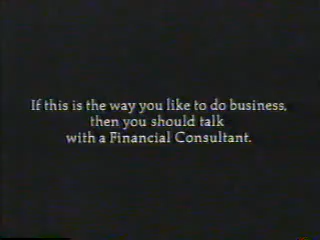 If this is the way you like to do business,
then you should talk
with a Financial Consultant.